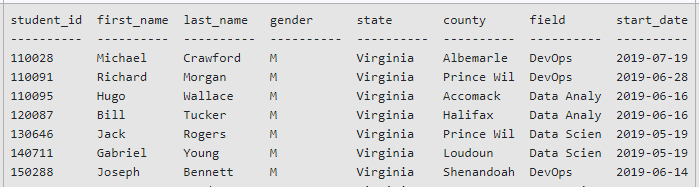 student_id  first_name  last_name  gender      state       county      field       start_date
----------  ----------  ----------  ----------  ----------  ----------  ----------  ----------
110028      Michael     Crawford    M           Virginia    Albemarle   DevOps      2019-07-19
110091      Richard     Morgan      M           Virginia    Prince Wil  DevOps      2019-06-28
110095      Hugo        Wallace     M           Virginia    Accomack    Data Analy  2019-06-16
120087      Bill        Tucker      M           Virginia    Halifax     Data Analy  2019-06-16
130646      Jack        Rogers      M           Virginia    Prince Wil  Data Scien  2019-05-19
140711      Gabriel     Young       M           Virginia    Loudoun     Data Scien  2019-05-19
150288      Joseph      Bennett     M           Virginia    Shenandoah  DevOps      2019-06-14